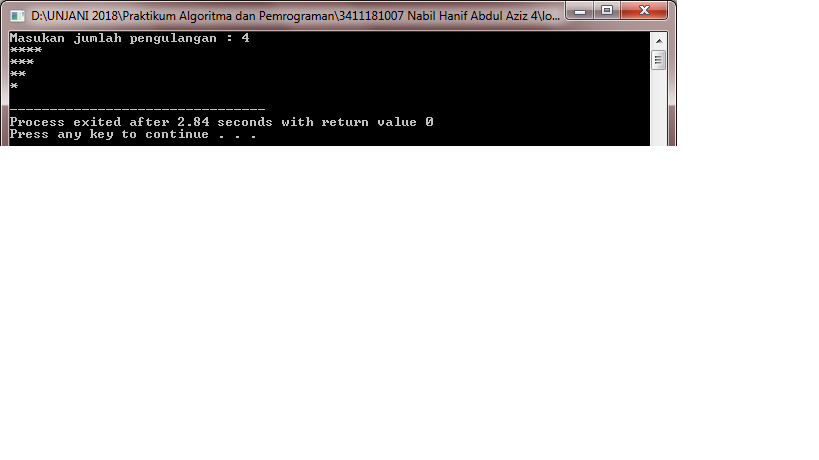 D:\UNJANI 2018\Praktikum Algoritma dan Pemrograman\3411181007 Nabil Hanif Abdul Aziz 4\lo...
Masukan jumlah pengulangan : 4
****
***
**
*
--------------------------------
Process exited after 2.84 seconds with return value 0
Press any key to continue . . .